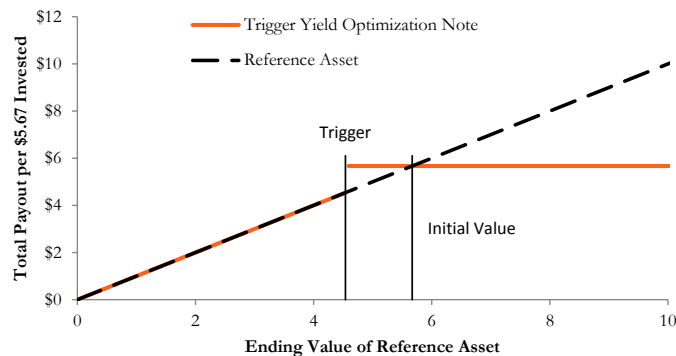 Trigger Yield Optimization Note
Reference Asset
Total Payout per $5.67 Invested
$12
$10
$8
$6
$4
$2
$0
Trigger
Initial Value
0
2
4
6
8
10
Ending Value of Reference Asset